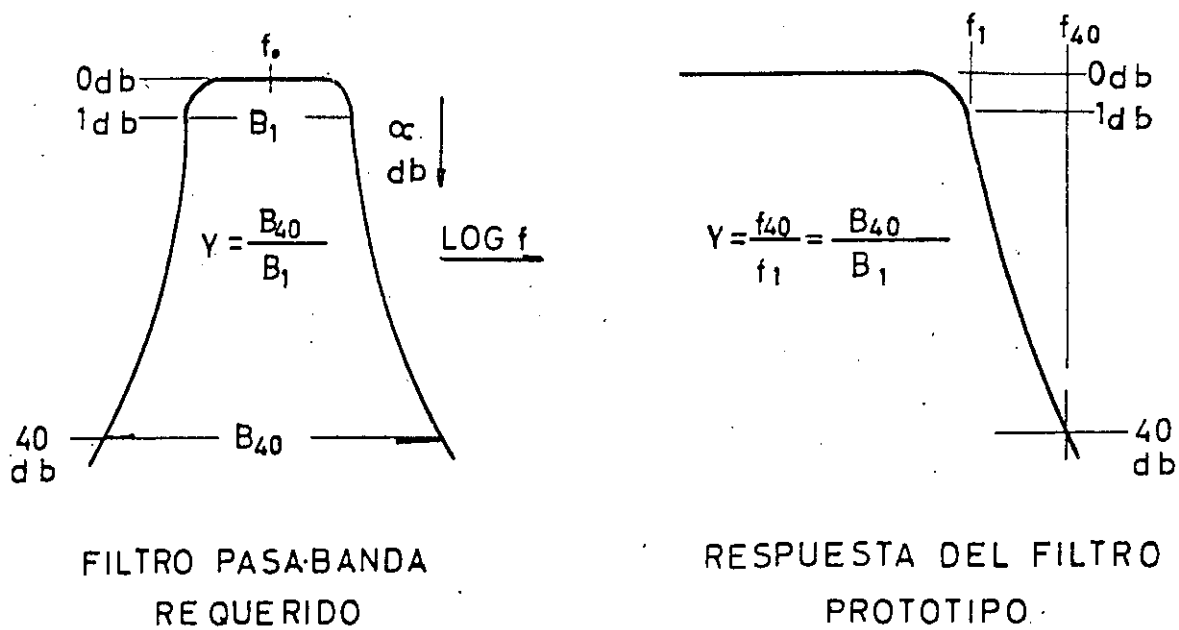 f₀
0db
1db
B₁
∝
db
Y = B₄₀ / B₁
LOG f
40
db
B₄₀
FILTRO PASA·BANDA
REQUERIDO
f₁
f₄₀
0db
1db
Y = f₄₀ / f₁ = B₄₀ / B₁
40
db
RESPUESTA DEL FILTRO
PROTOTIPO.